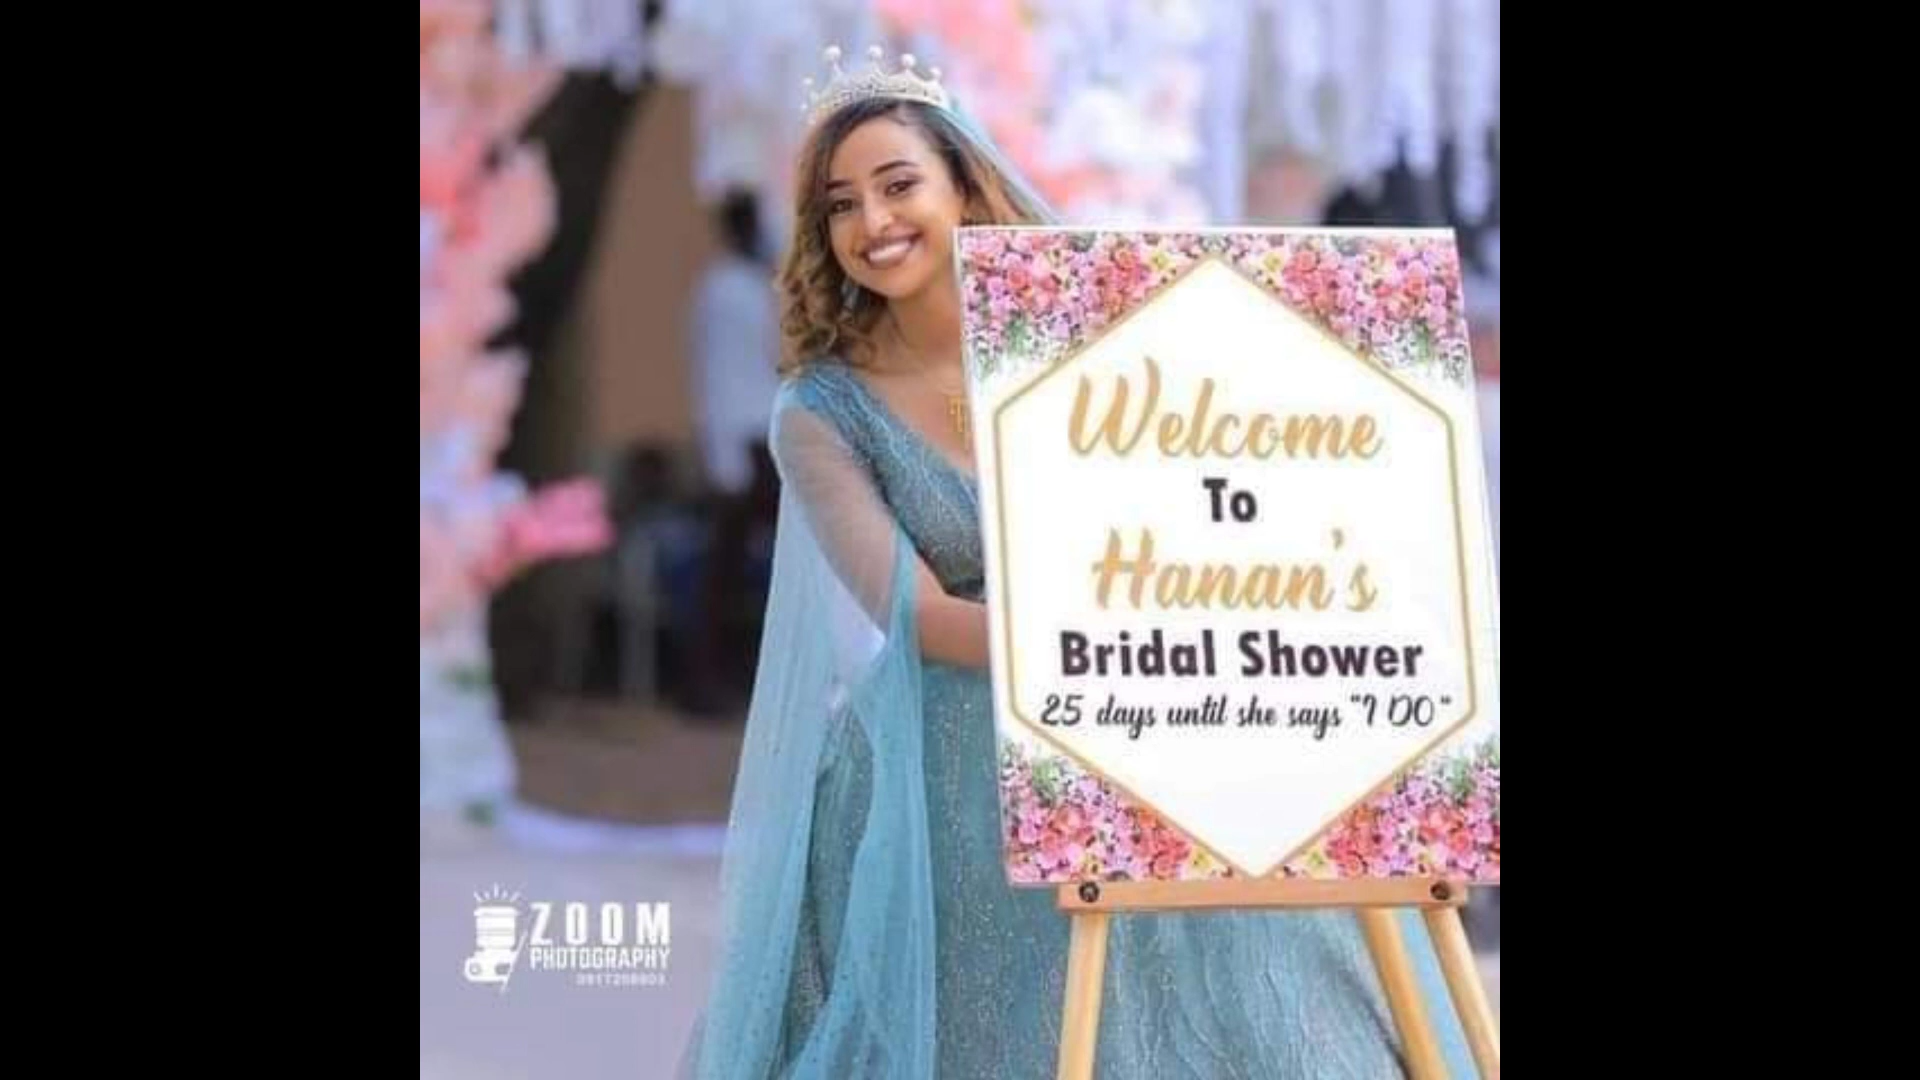 Welcome
To
Hanan's
Bridal Shower
25 days until she says "I DO"
ZOOM
PHOTOGRAPHY